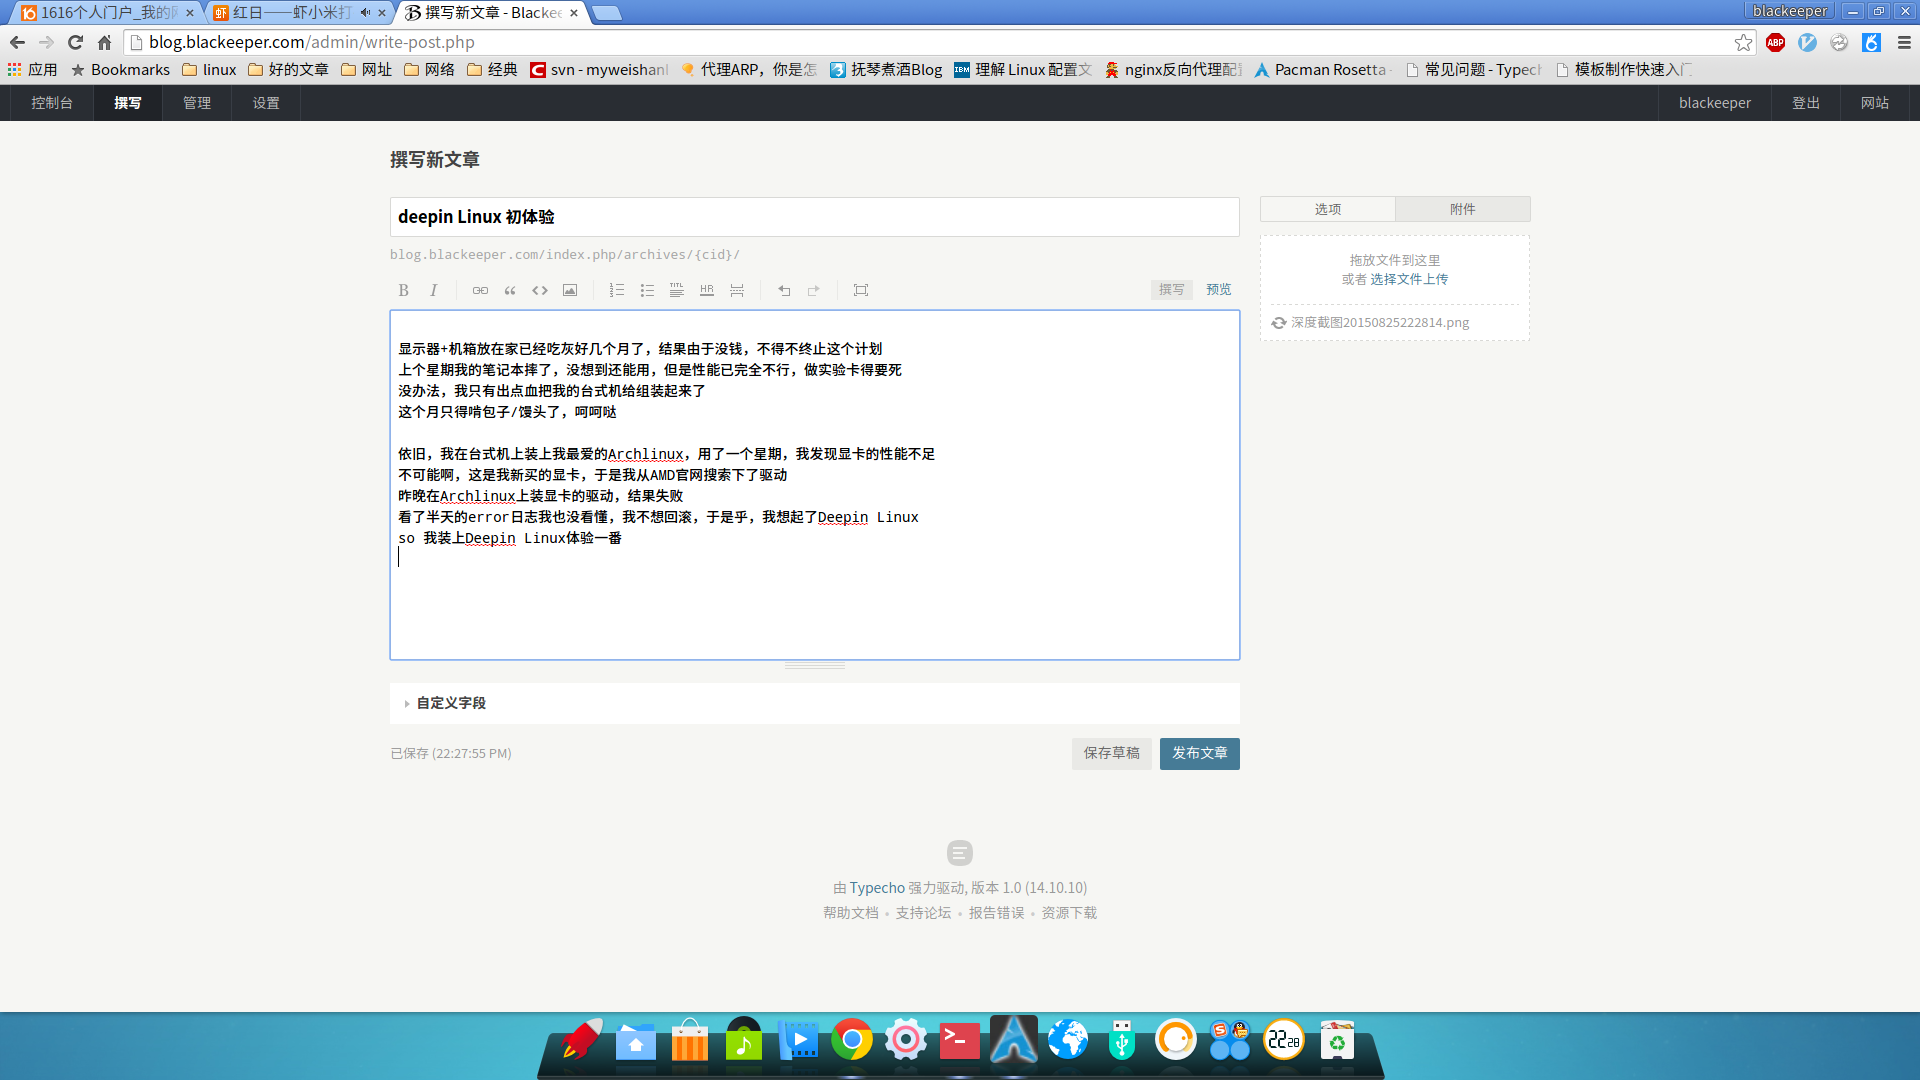 1616个人门户_我的
红日——虾小米打
撰写新文章 - Blackee
blackeeper
blog.blackeeper.com/admin/write-post.php
ABP
应用 Bookmarks linux 好的文章 网址 网络 经典 svn - myweishanl 代理ARP，你是怎 抚琴煮酒Blog 理解 Linux 配置文 nginx反向代理配 Pacman Rosetta - 常见问题 - Typech 模板制作快速入门
控制台 撰写 管理 设置 blackeeper 登出 网站
撰写新文章
deepin Linux 初体验
选项 附件
blog.blackeeper.com/index.php/archives/{cid}/
拖放文件到这里
或者 选择文件上传
B I HR 撰写 预览
深度截图20150825222814.png
显示器+机箱放在家已经吃灰好几个月了，结果由于没钱，不得不终止这个计划
上个星期我的笔记本摔了，没想到还能用，但是性能已完全不行，做实验卡得要死
没办法，我只有出点血把我的台式机给组装起来了
这个月只得啃包子/馒头了，呵呵哒
依旧，我在台式机上装上我最爱的Archlinux，用了一个星期，我发现显卡的性能不足
不可能啊，这是我新买的显卡，于是我从AMD官网搜索下了驱动
昨晚在Archlinux上装显卡的驱动，结果失败
看了半天的error日志我也没看懂，我不想回滚，于是乎，我想起了Deepin Linux
so 我装上Deepin Linux体验一番
自定义字段
已保存 (22:27:55 PM)
保存草稿 发布文章
由 Typecho 强力驱动, 版本 1.0 (14.10.10)
帮助文档 • 支持论坛 • 报告错误 • 资源下载
22 28